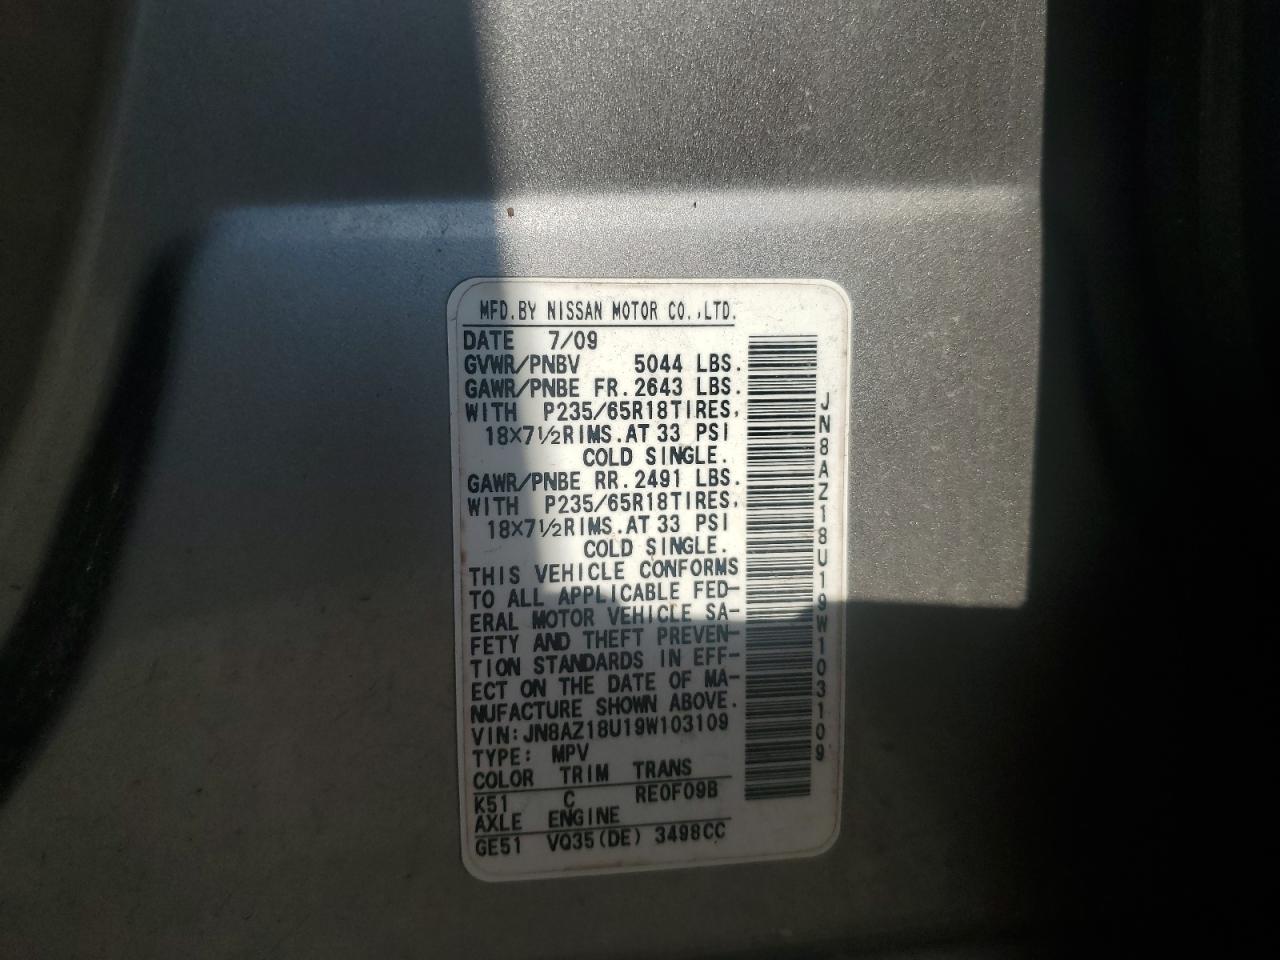 MFD.BY NISSAN MOTOR CO.,LTD.
DATE 7/09
GVWR/PNBV 5044 LBS.
GAWR/PNBE FR. 2643 LBS.
WITH P235/65R18TIRES,
18×7½RIMS.AT 33 PSI
COLD SINGLE.
GAWR/PNBE RR. 2491 LBS.
WITH P235/65R18TIRES,
18×7½RIMS.AT 33 PSI
COLD SINGLE.
THIS VEHICLE CONFORMS
TO ALL APPLICABLE FED-
ERAL MOTOR VEHICLE SA-
FETY AND THEFT PREVEN-
TION STANDARDS IN EFF-
ECT ON THE DATE OF MA-
NUFACTURE SHOWN ABOVE.
VIN:JN8AZ18U19W103109
TYPE: MPV
COLOR TRIM TRANS
K51 C RE0F09B
AXLE ENGINE
GE51 VQ35(DE) 3498CC
JN8AZ18U19W103109